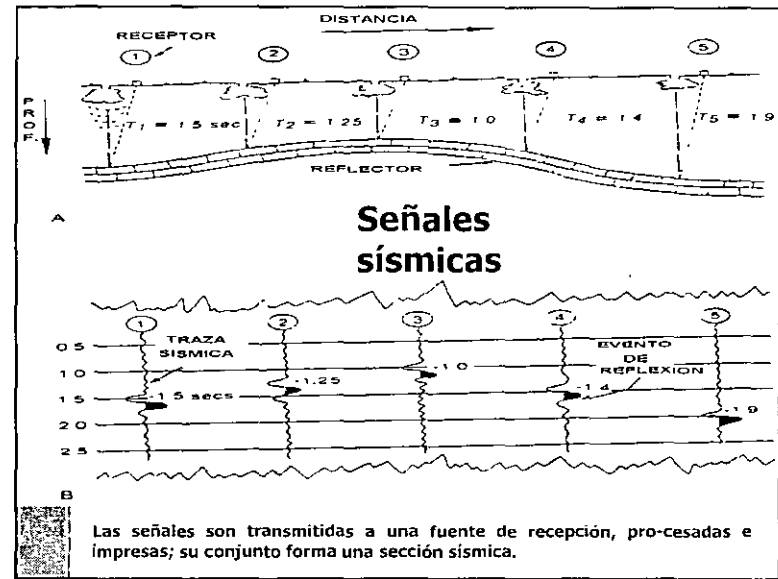 DISTANCIA
RECEPTOR
1 2 3 4 5
PROF.
T1 = 1.5 sec T2 = 1.25 T3 = 1.0 T4 = 1.4 T5 = 1.9
REFLECTOR
A
Señales
sísmicas
1 2 3 4 5
TRAZA
SISMICA
EVENTO
DE
REFLEXION
0.5
1.0
1.5
2.0
2.5
1.5 secs
1.25
1.0
1.4
1.9
B
Las señales son transmitidas a una fuente de recepción, pro-cesadas e
impresas; su conjunto forma una sección sísmica.